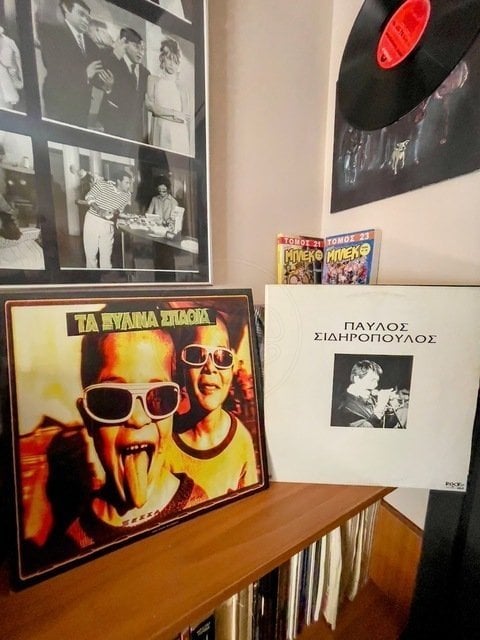 ΤΟΜΟΣ 21
ΜΠΛΕΚ
ΤΟΜΟΣ 23
ΜΠΛΕΚ
ΤΑ ΞΥΛΙΝΑ ΣΠΑΘΙΑ
ΠΑΥΛΟΣ
ΣΙΔΗΡΟΠΟΥΛΟΣ